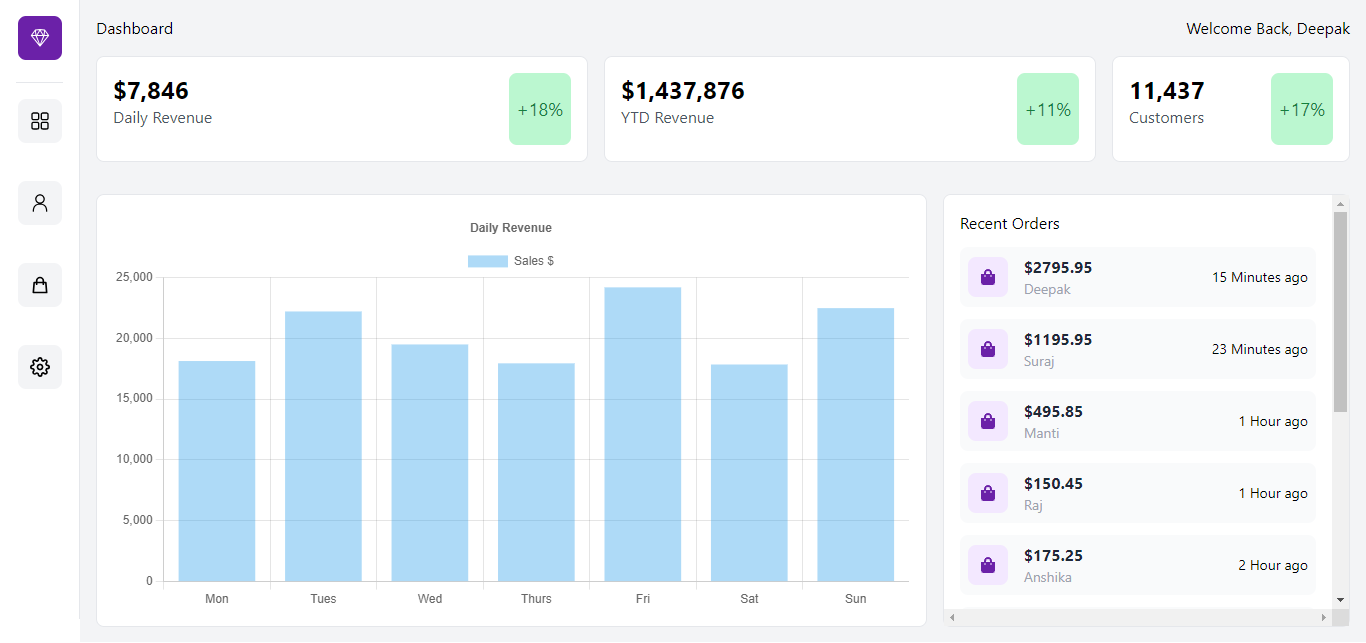 Dashboard
Welcome Back, Deepak
$7,846
Daily Revenue
+18%
$1,437,876
YTD Revenue
+11%
11,437
Customers
+17%
Daily Revenue
Sales $
25,000
20,000
15,000
10,000
5,000
0
Mon Tues Wed Thurs Fri Sat Sun
Recent Orders
$2795.95
Deepak
15 Minutes ago
$1195.95
Suraj
23 Minutes ago
$495.85
Manti
1 Hour ago
$150.45
Raj
1 Hour ago
$175.25
Anshika
2 Hour ago